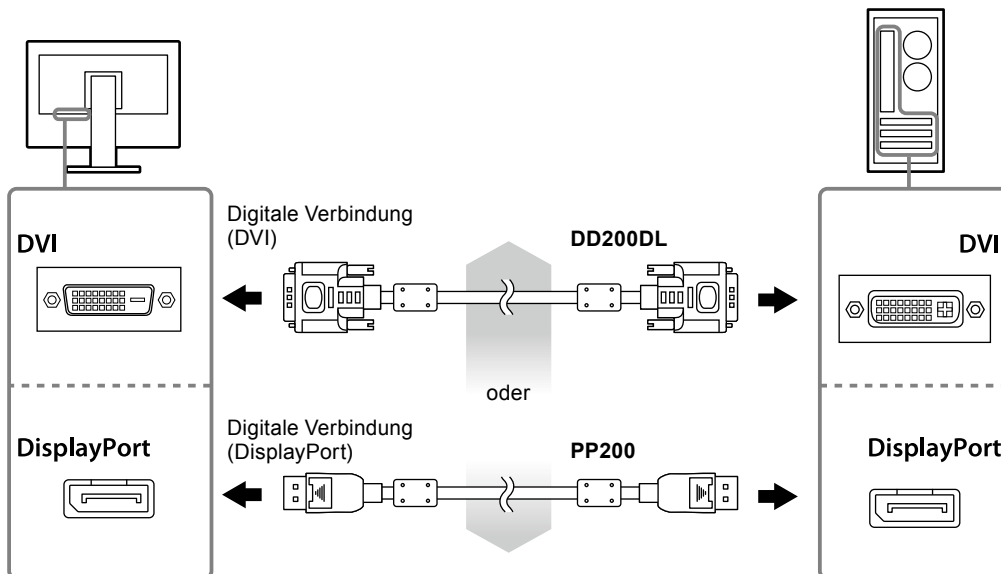 DVI
Digitale Verbindung
(DVI)
DD200DL
DVI
oder
DisplayPort
Digitale Verbindung
(DisplayPort)
PP200
DisplayPort